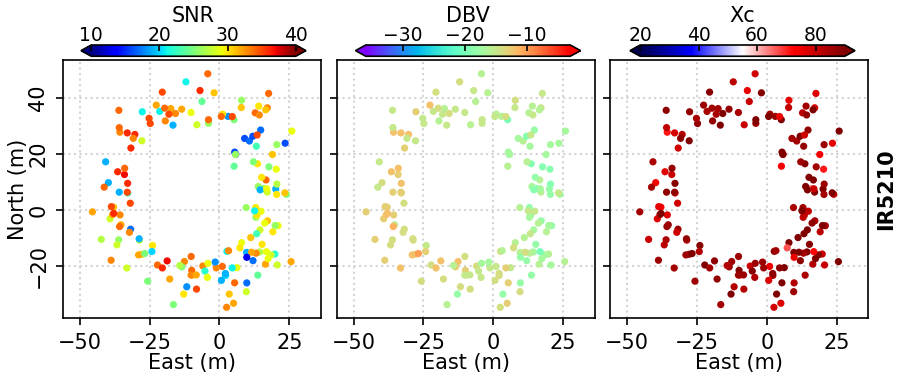 SNR DBV Xc
10 20 30 40 −30 −20 −10 20 40 60 80
North (m)
40
20
0
−20
IR5210
−50 −25 0 25 −50 −25 0 25 −50 −25 0 25
East (m) East (m) East (m)